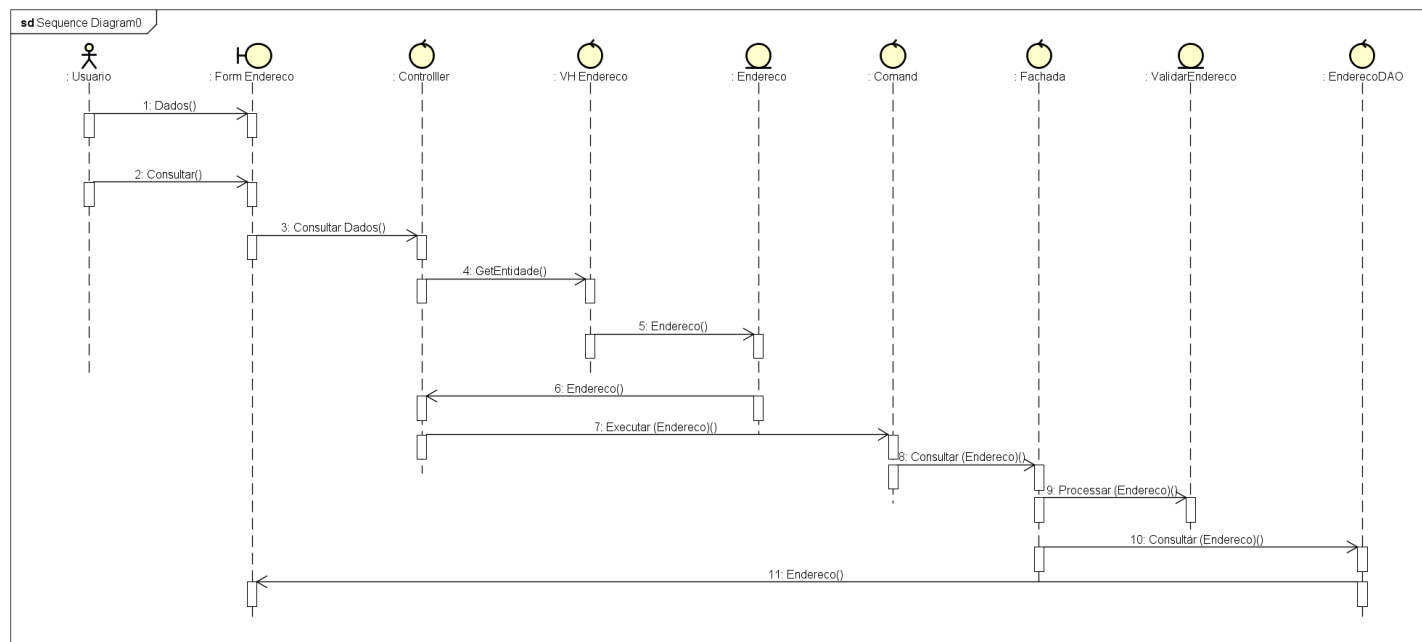 sd Sequence Diagram0
: Usuario
: Form Endereco
: Controlller
: VH Endereco
: Endereco
: Comand
: Fachada
: ValidarEndereco
: EnderecoDAO
1: Dados()
2: Consultar()
3: Consultar Dados()
4: GetEntidade()
5: Endereco()
6: Endereco()
7: Executar (Endereco)()
8: Consultar (Endereco)()
9: Processar (Endereco)()
10: Consultar (Endereco)()
11: Endereco()